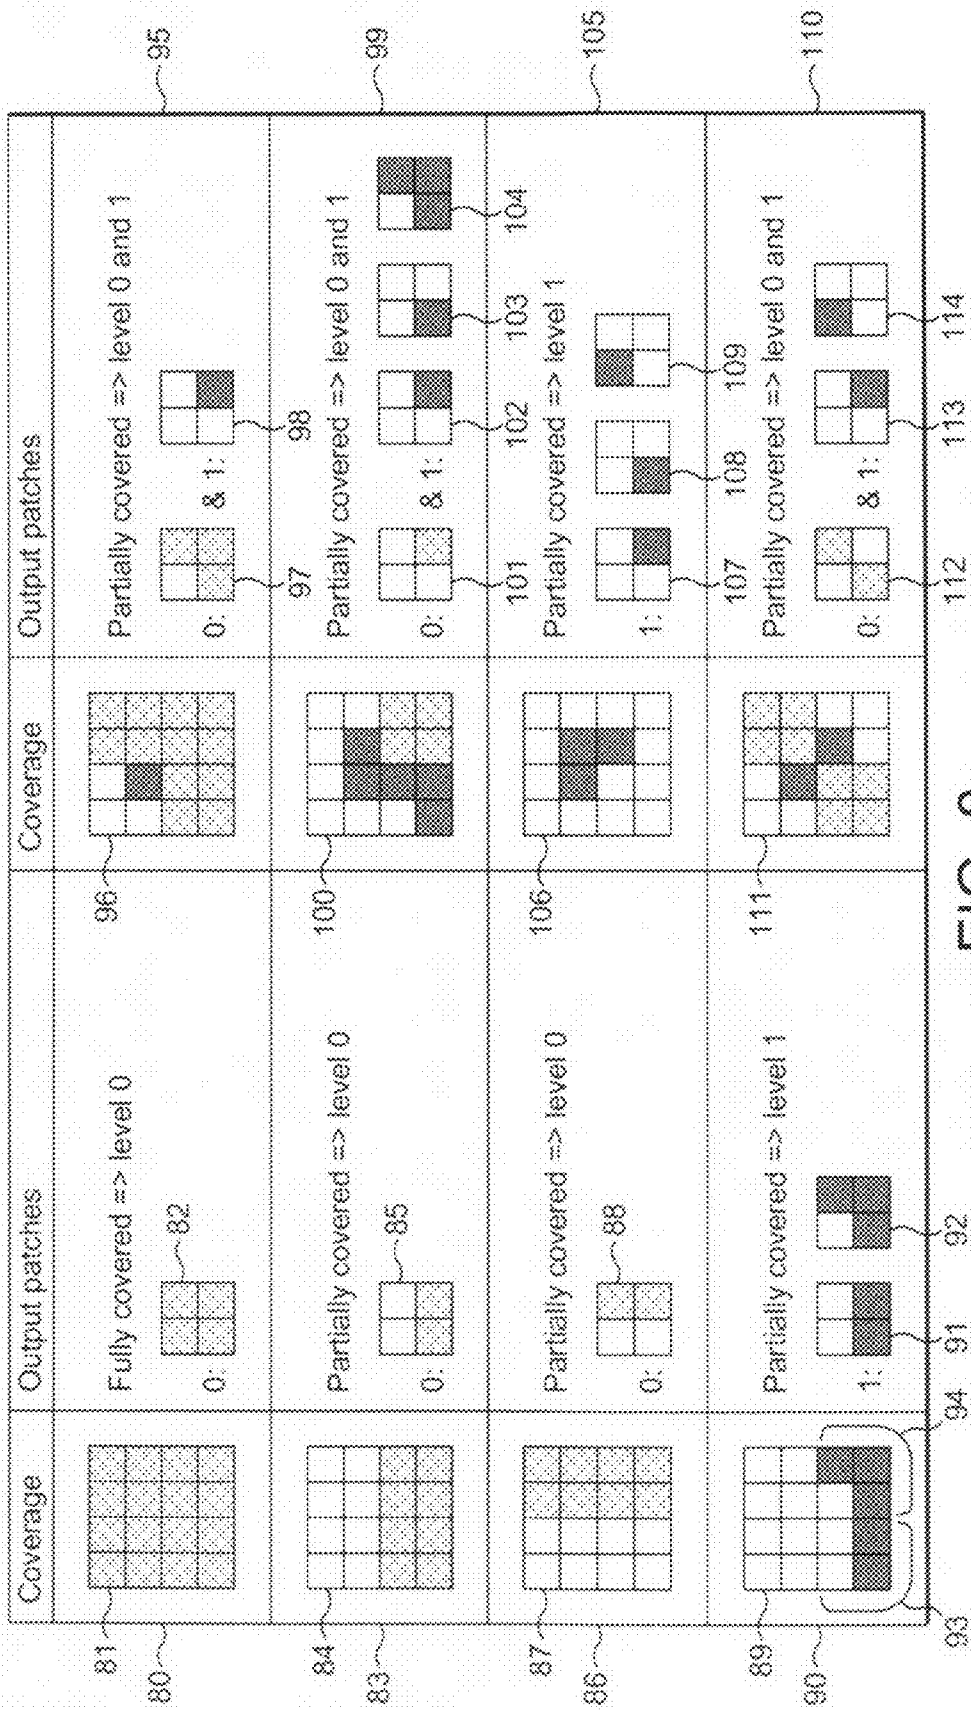 Coverage Output patches Coverage Output patches
81
80
Fully covered => level 0
0:
82
96
Partially covered => level 0 and 1
0: & 1:
97 98
95
84
83
Partially covered => level 0
0:
85
100
Partially covered => level 0 and 1
0: & 1:
101 102 103 104
99
87
86
Partially covered => level 0
0:
88
106
Partially covered => level 1
1:
107 108 109
105
89
90
93 94
Partially covered => level 1
1:
91 92
111
Partially covered => level 0 and 1
0: & 1:
112 113 114
110
FIG.